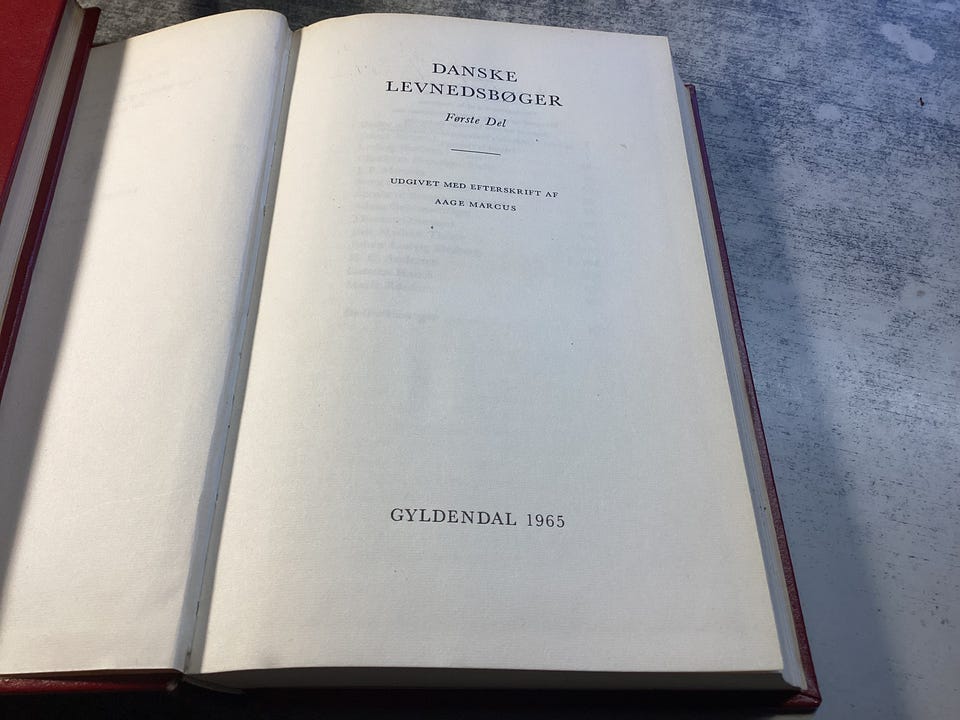 DANSKE
LEVNEDSBØGER
Første Del
UDGIVET MED EFTERSKRIFT AF
AAGE MARCUS
GYLDENDAL 1965